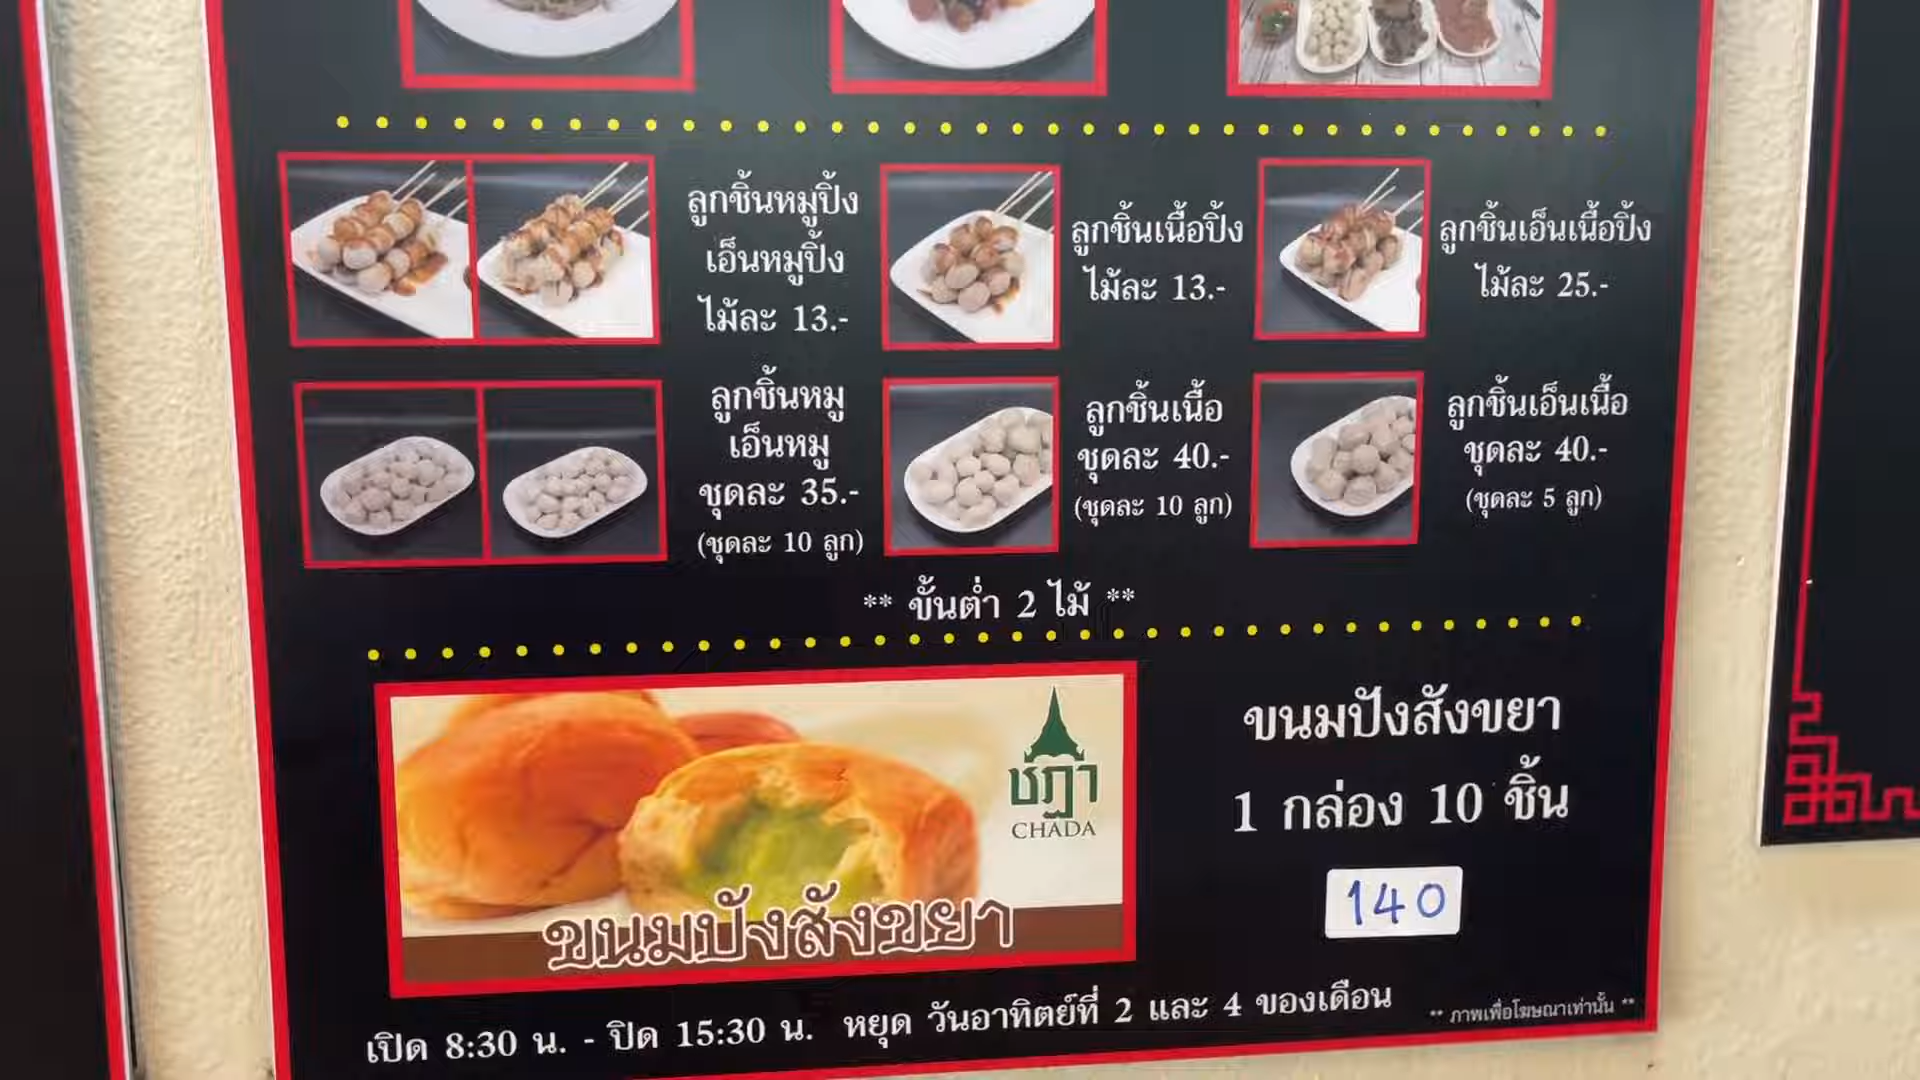 ลูกชิ้นหมูปิ้ง
เอ็นหมูปิ้ง
ไม้ละ 13.-
ลูกชิ้นเนื้อปิ้ง
ไม้ละ 13.-
ลูกชิ้นเอ็นเนื้อปิ้ง
ไม้ละ 25.-
ลูกชิ้นหมู
เอ็นหมู
ชุดละ 35.-
(ชุดละ 10 ลูก)
ลูกชิ้นเนื้อ
ชุดละ 40.-
(ชุดละ 10 ลูก)
ลูกชิ้นเอ็นเนื้อ
ชุดละ 40.-
(ชุดละ 5 ลูก)
** ขั้นต่ำ 2 ไม้ **
ชฎา
CHADA
ขนมปังสังขยา
ขนมปังสังขยา
1 กล่อง 10 ชิ้น
140
เปิด 8:30 น. - ปิด 15:30 น. หยุด วันอาทิตย์ที่ 2 และ 4 ของเดือน
** ภาพเพื่อโฆษณาเท่านั้น **